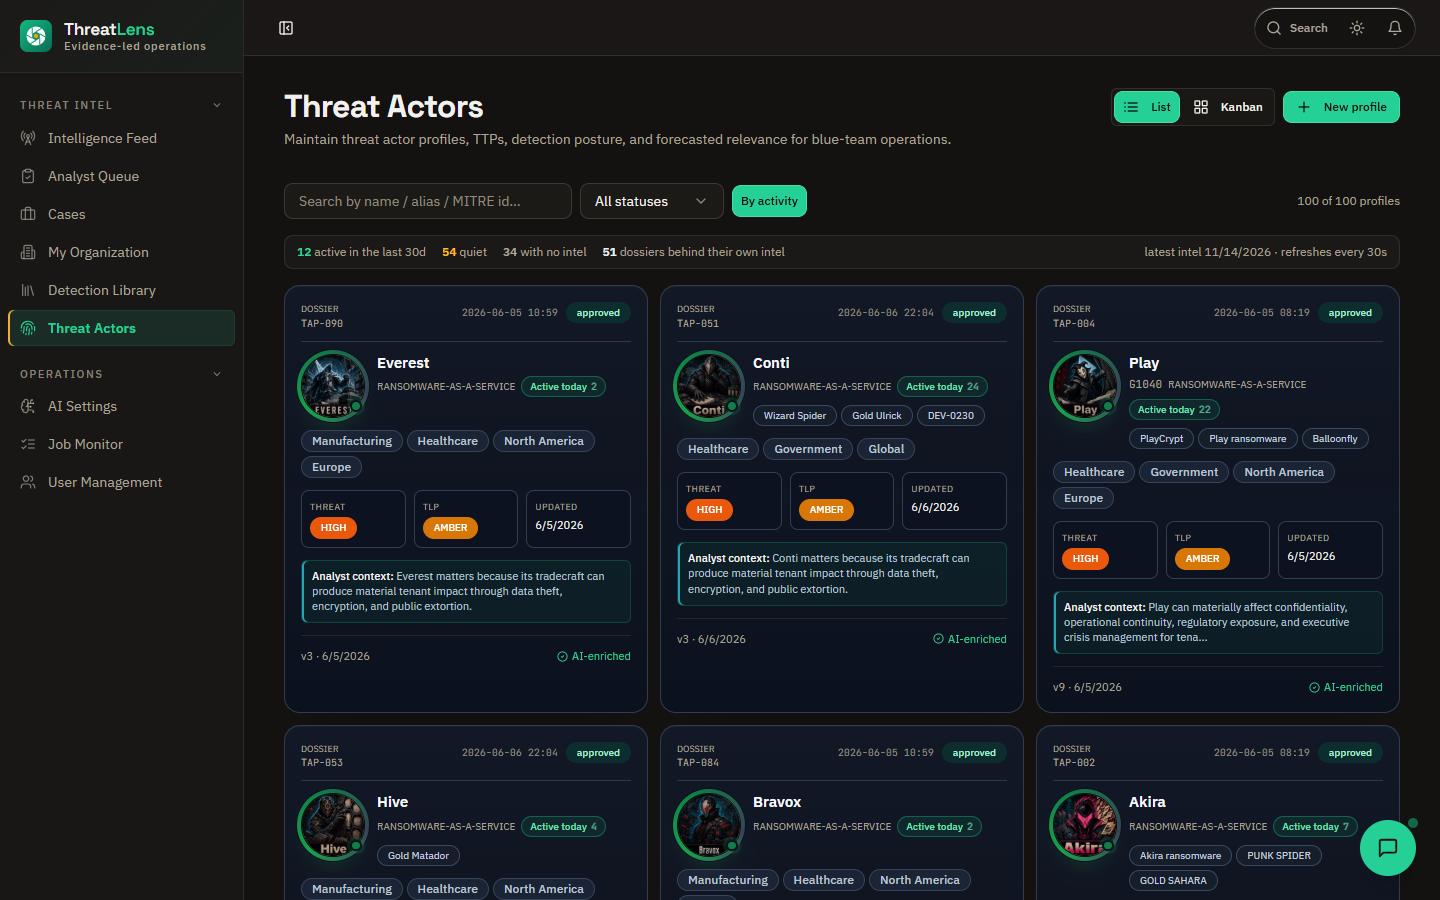 ThreatLens
Evidence-led operations
Search
THREAT INTEL
Intelligence Feed
Analyst Queue
Cases
My Organization
Detection Library
Threat Actors
OPERATIONS
AI Settings
Job Monitor
User Management
Threat Actors
Maintain threat actor profiles, TTPs, detection posture, and forecasted relevance for blue-team operations.
List
Kanban
New profile
Search by name / alias / MITRE id...
All statuses
By activity
100 of 100 profiles
12 active in the last 30d 54 quiet 34 with no intel 51 dossiers behind their own intel
latest intel 11/14/2026 · refreshes every 30s
DOSSIER
TAP-090
2026-06-05 10:59
approved
EVEREST
Everest
RANSOMWARE-AS-A-SERVICE
Active today 2
Manufacturing
Healthcare
North America
Europe
THREAT
HIGH
TLP
AMBER
UPDATED
6/5/2026
Analyst context: Everest matters because its tradecraft can
produce material tenant impact through data theft,
encryption, and public extortion.
v3 · 6/5/2026
AI-enriched
DOSSIER
TAP-051
2026-06-06 22:04
approved
Conti
Conti
RANSOMWARE-AS-A-SERVICE
Active today 24
Wizard Spider
Gold Ulrick
DEV-0230
Healthcare
Government
Global
THREAT
HIGH
TLP
AMBER
UPDATED
6/6/2026
Analyst context: Conti matters because its tradecraft can
produce material tenant impact through data theft,
encryption, and public extortion.
v3 · 6/6/2026
AI-enriched
DOSSIER
TAP-004
2026-06-05 08:19
approved
Play
Play
G1040 RANSOMWARE-AS-A-SERVICE
Active today 22
PlayCrypt
Play ransomware
Balloonfly
Healthcare
Government
North America
Europe
THREAT
HIGH
TLP
AMBER
UPDATED
6/5/2026
Analyst context: Play can materially affect confidentiality,
operational continuity, regulatory exposure, and executive
crisis management for tena...
v9 · 6/5/2026
AI-enriched
DOSSIER
TAP-053
2026-06-06 22:04
approved
Hive
Hive
RANSOMWARE-AS-A-SERVICE
Active today 4
Gold Matador
Manufacturing
Healthcare
North America
DOSSIER
TAP-084
2026-06-05 10:59
approved
Bravox
Bravox
RANSOMWARE-AS-A-SERVICE
Active today 2
Manufacturing
Healthcare
North America
DOSSIER
TAP-002
2026-06-05 08:19
approved
Akira
Akira
RANSOMWARE-AS-A-SERVICE
Active today 7
Akira ransomware
PUNK SPIDER
GOLD SAHARA